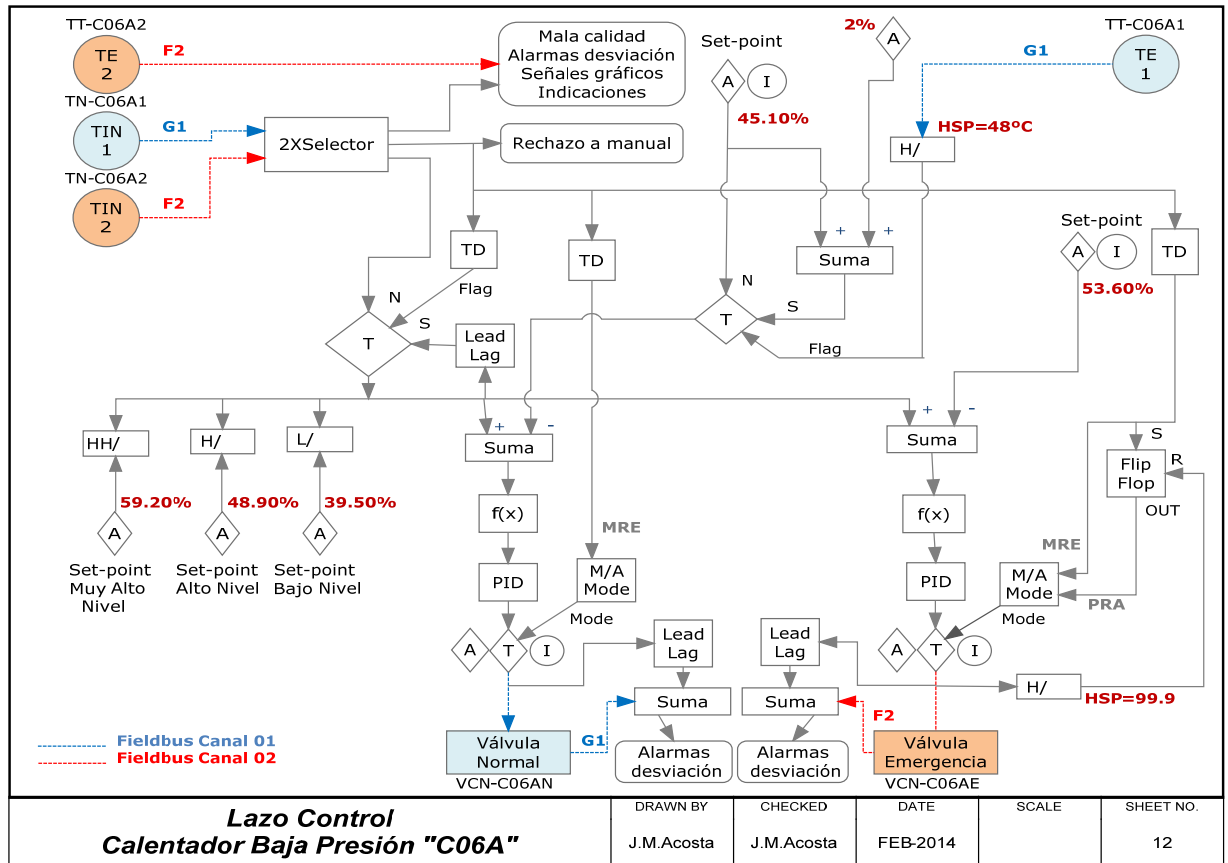 TT-C06A2
TE
2
F2
TN-C06A1
TIN
1
G1
TN-C06A2
TIN
2
F2
2XSelector
Mala calidad
Alarmas desviación
Señales gráficos
Indicaciones
Rechazo a manual
Set-point
A
I
45.10%
2%
A
TT-C06A1
TE
1
G1
HSP=48ºC
H/
TD
Flag
TD
+
+
Suma
Set-point
A
I
53.60%
TD
N
S
T
Lead
Lag
N
S
T
Flag
HH/
H/
L/
+
-
Suma
+
-
Suma
S
Flip
Flop
R
OUT
59.20%
48.90%
39.50%
A
A
A
Set-point
Muy Alto
Nivel
Set-point
Alto Nivel
Set-point
Bajo Nivel
f(x)
MRE
PID
M/A
Mode
Mode
A
T
I
Lead
Lag
Suma
G1
Alarmas
desviación
Válvula
Normal
VCN-C06AN
f(x)
MRE
PID
M/A
Mode
PRA
Mode
A
T
I
Lead
Lag
H/
HSP=99.9
Suma
F2
Alarmas
desviación
Válvula
Emergencia
VCN-C06AE
Fieldbus Canal 01
Fieldbus Canal 02
Lazo Control
Calentador Baja Presión "C06A"
DRAWN BY
J.M.Acosta
CHECKED
J.M.Acosta
DATE
FEB-2014
SCALE
SHEET NO.
12